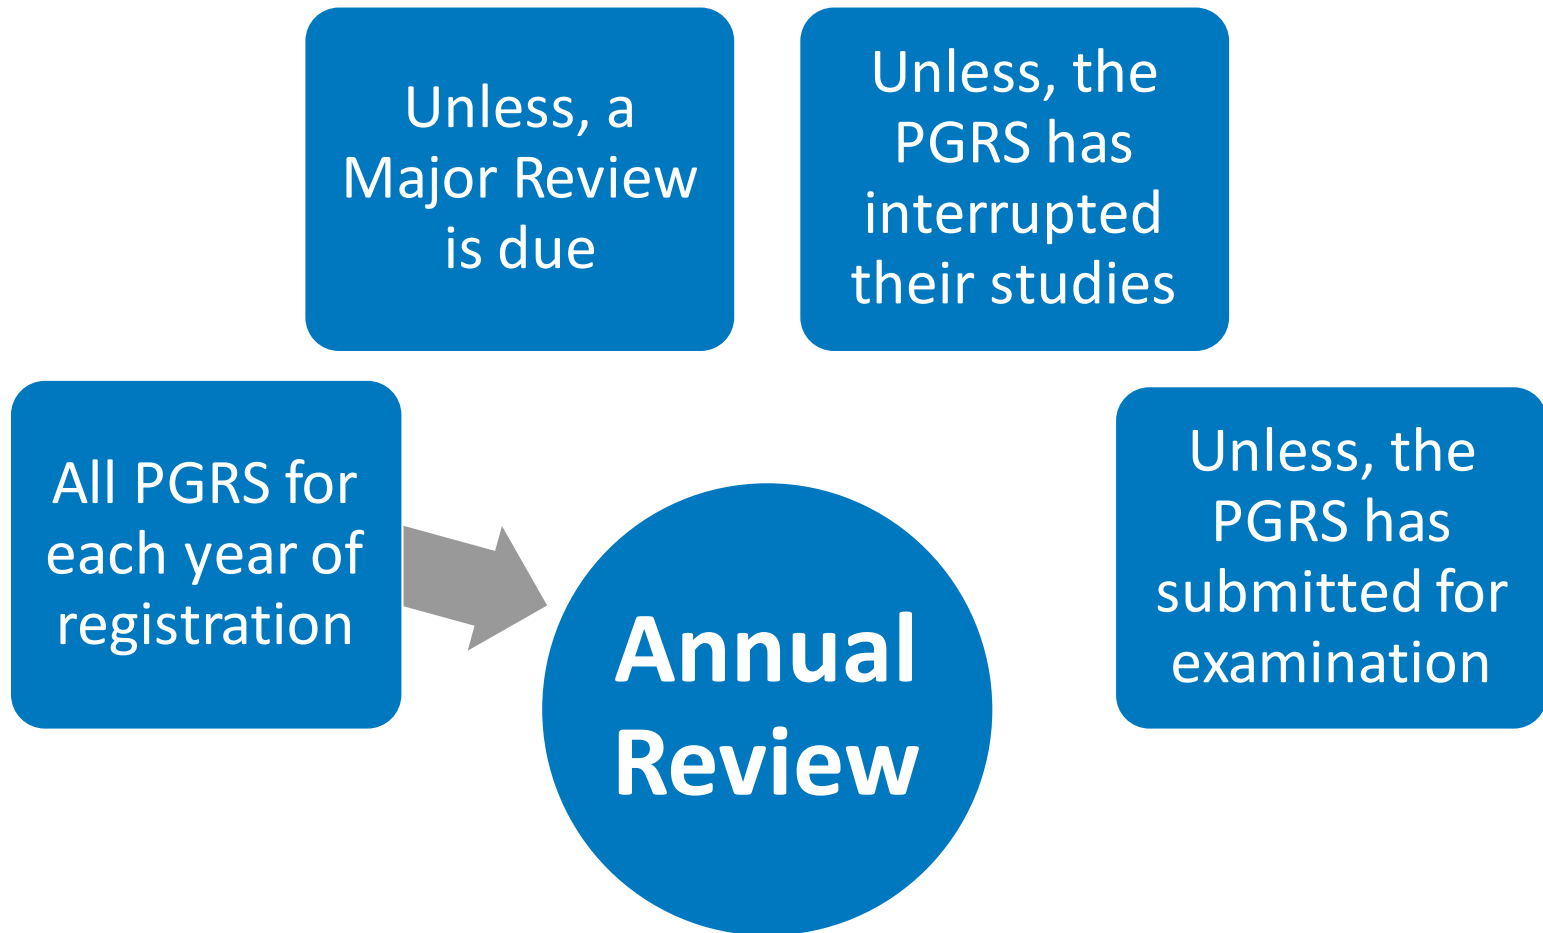 Unless, a
Major Review
is due
Unless, the
PGRS has
interrupted
their studies
All PGRS for
each year of
registration
Unless, the
PGRS has
submitted for
examination
Annual
Review